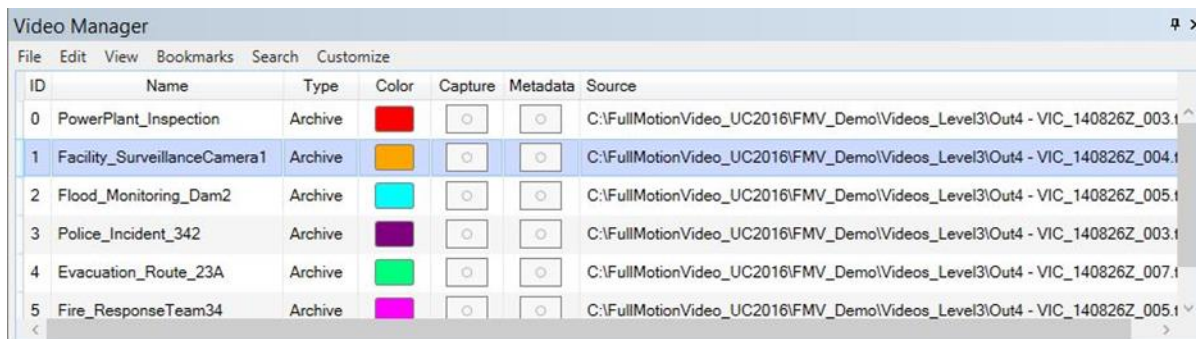 Video Manager
File Edit View Bookmarks Search Customize
ID Name Type Color Capture Metadata Source
0 PowerPlant_Inspection Archive C:\FullMotionVideo_UC2016\FMV_Demo\Videos_Level3\Out4 - VIC_140826Z_003.t
1 Facility_SurveillanceCamera1 Archive C:\FullMotionVideo_UC2016\FMV_Demo\Videos_Level3\Out4 - VIC_140826Z_004.t
2 Flood_Monitoring_Dam2 Archive C:\FullMotionVideo_UC2016\FMV_Demo\Videos_Level3\Out4 - VIC_140826Z_005.t
3 Police_Incident_342 Archive C:\FullMotionVideo_UC2016\FMV_Demo\Videos_Level3\Out4 - VIC_140826Z_003.t
4 Evacuation_Route_23A Archive C:\FullMotionVideo_UC2016\FMV_Demo\Videos_Level3\Out4 - VIC_140826Z_007.t
5 Fire_ResponseTeam34 Archive C:\FullMotionVideo_UC2016\FMV_Demo\Videos_Level3\Out4 - VIC_140826Z_005.t